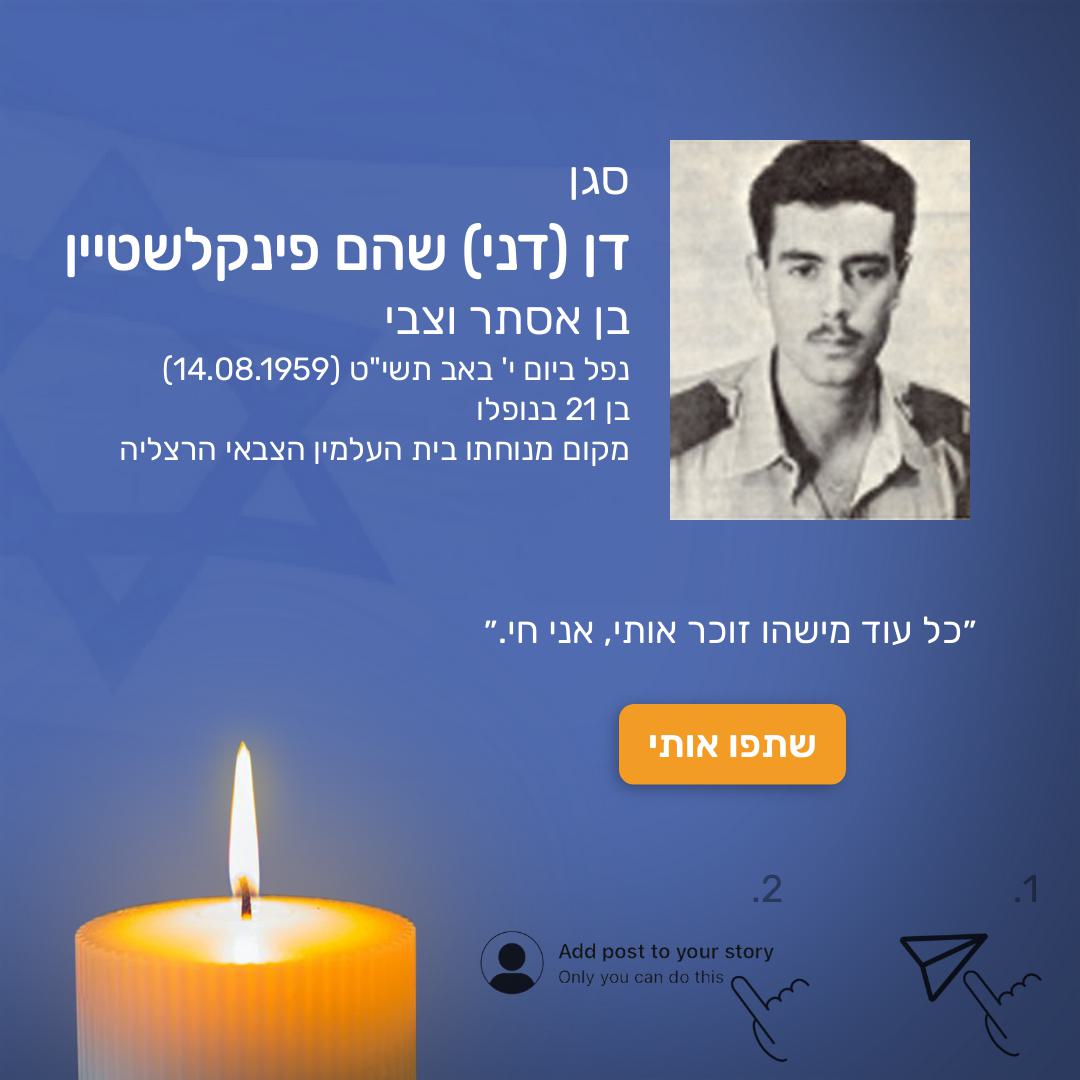 סגן
דן (דני) שהם פינקלשטיין
בן אסתר וצבי
נפל ביום י' באב תשי"ט (14.08.1959)
בן 21 בנופלו
מקום מנוחתו בית העלמין הצבאי הרצליה
״כל עוד מישהו זוכר אותי, אני חי.״
שתפו אותי
1.
2.
Add post to your story
Only you can do this